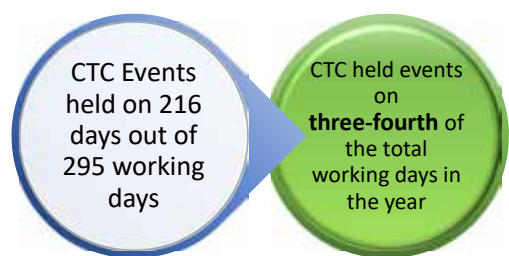 CTC Events
held on 216
days out of
295 working
days
CTC held events
on
three-fourth of
the total
working days in
the year